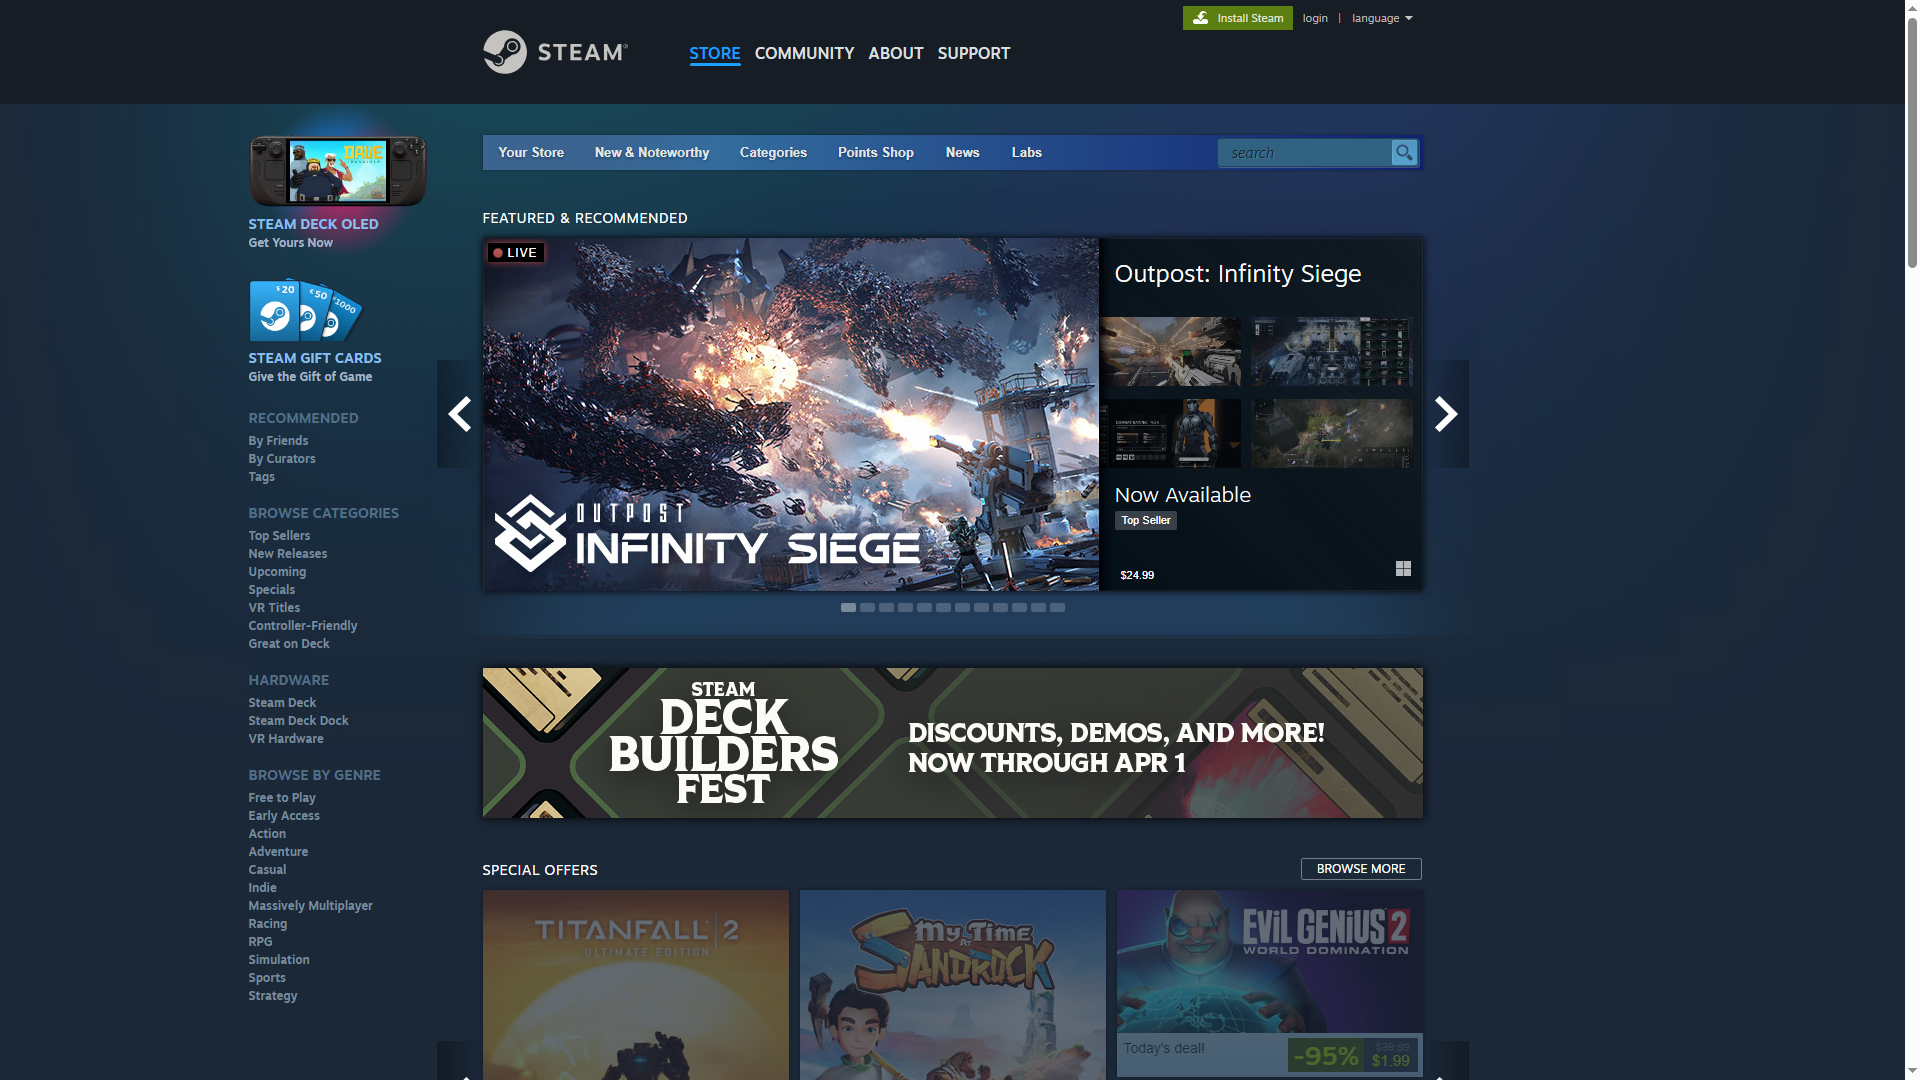 Install Steam
login | language
STEAM®
STORE COMMUNITY ABOUT SUPPORT
Your Store New & Noteworthy Categories Points Shop News Labs
search
DAVE
STEAM DECK OLED
Get Yours Now
$20 €50 ¥1000
STEAM GIFT CARDS
Give the Gift of Game
RECOMMENDED
By Friends
By Curators
Tags
BROWSE CATEGORIES
Top Sellers
New Releases
Upcoming
Specials
VR Titles
Controller-Friendly
Great on Deck
HARDWARE
Steam Deck
Steam Deck Dock
VR Hardware
BROWSE BY GENRE
Free to Play
Early Access
Action
Adventure
Casual
Indie
Massively Multiplayer
Racing
RPG
Simulation
Sports
Strategy
FEATURED & RECOMMENDED
LIVE
OUTPOST
INFINITY SIEGE
Outpost: Infinity Siege
Now Available
Top Seller
$24.99
STEAM
DECK
BUILDERS
FEST
DISCOUNTS, DEMOS, AND MORE!
NOW THROUGH APR 1
SPECIAL OFFERS
BROWSE MORE
TITANFALL 2
ULTIMATE EDITION
My Time
at
SANDROCK
EVIL GENIUS 2
WORLD DOMINATION
Today's deal!
-95%
$39.99
$1.99